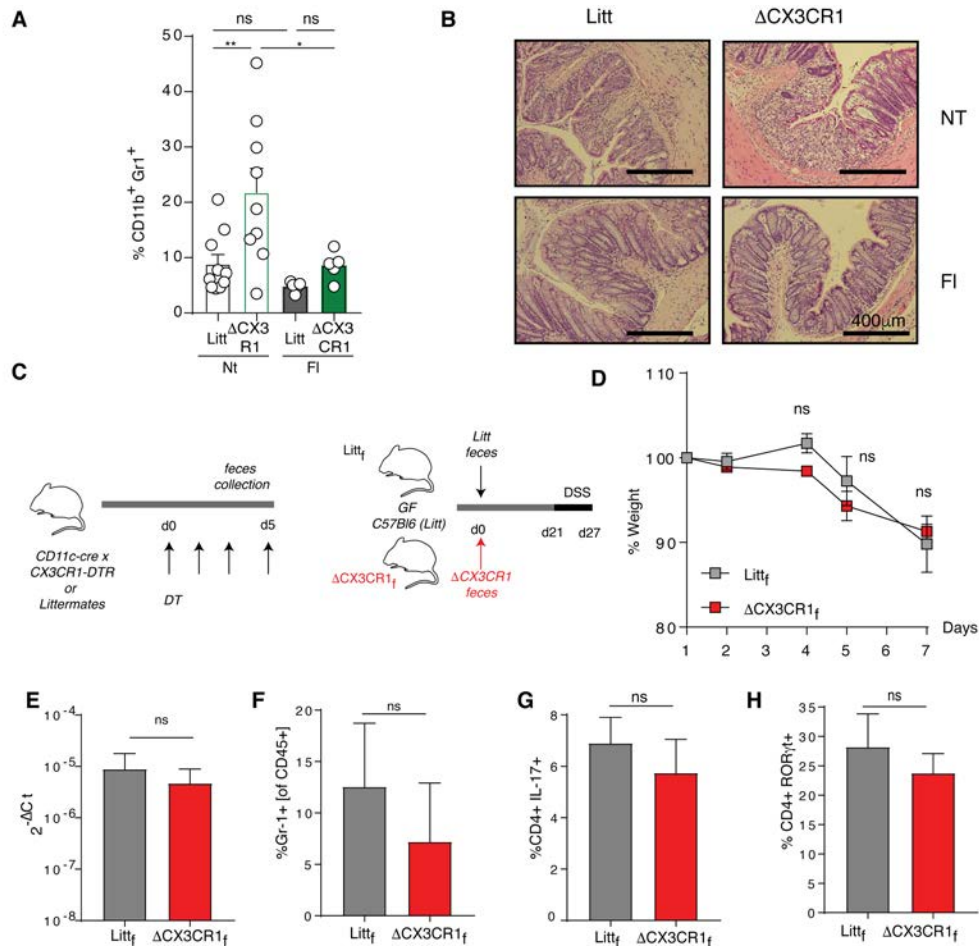 A
ns
ns
**
*
% CD11b+ Gr1+
50
40
30
20
10
0
Litt
ΔCX3
R1
Litt
ΔCX3
CR1
Nt
Fl
B
Litt
ΔCX3CR1
NT
Fl
400μm
C
feces
collection
d0
d5
CD11c-cre x
CX3CR1-DTR
or
Littermates
DT
Littf
Litt
feces
GF
C57Bl6 (Litt)
DSS
d0
d21
d27
ΔCX3CR1f
ΔCX3CR1
feces
D
110
100
90
80
% Weight
ns
ns
ns
Littf
ΔCX3CR1f
1
2
3
4
5
6
7
Days
E
10-4
10-5
10-6
10-7
10-8
2-ΔC t
ns
Littf
ΔCX3CR1f
F
20
15
10
5
0
%Gr-1+ [of CD45+]
ns
Littf
ΔCX3CR1f
G
8
6
4
2
0
%CD4+ IL-17+
ns
Littf
ΔCX3CR1f
H
35
30
25
20
15
10
5
0
% CD4+ RORγt+
ns
Littf
ΔCX3CR1f